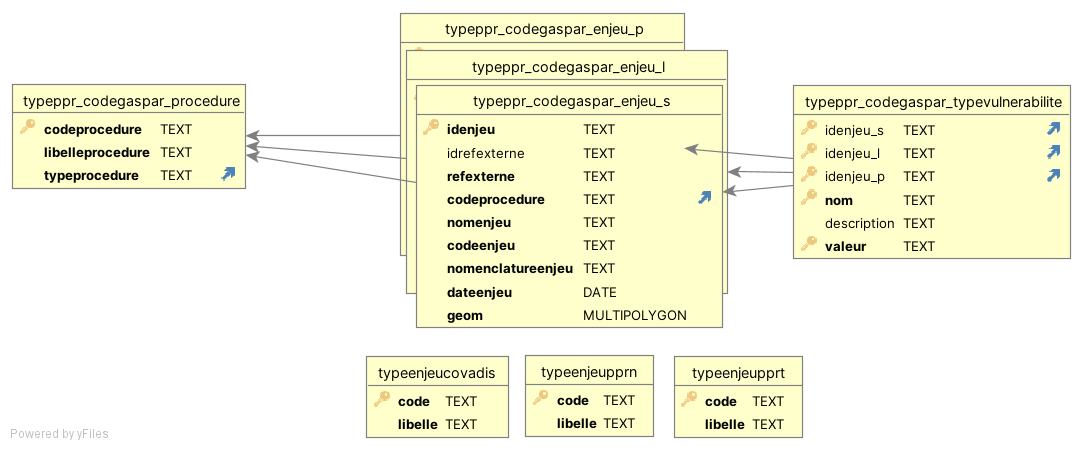 typeppr_codegaspar_enjeu_p
typeppr_codegaspar_enjeu_l
typeppr_codegaspar_enjeu_s
idenjeu TEXT
idrefexterne TEXT
refexterne TEXT
codeprocedure TEXT
nomenjeu TEXT
codeenjeu TEXT
nomenclatureenjeu TEXT
dateenjeu DATE
geom MULTIPOLYGON
typeppr_codegaspar_procedure
codeprocedure TEXT
libelleprocedure TEXT
typeprocedure TEXT
typeppr_codegaspar_typevulnerabilite
idenjeu_s TEXT
idenjeu_l TEXT
idenjeu_p TEXT
nom TEXT
description TEXT
valeur TEXT
typeenjeucovadis
code TEXT
libelle TEXT
typeenjeupprn
code TEXT
libelle TEXT
typeenjeupprt
code TEXT
libelle TEXT
Powered by yFiles